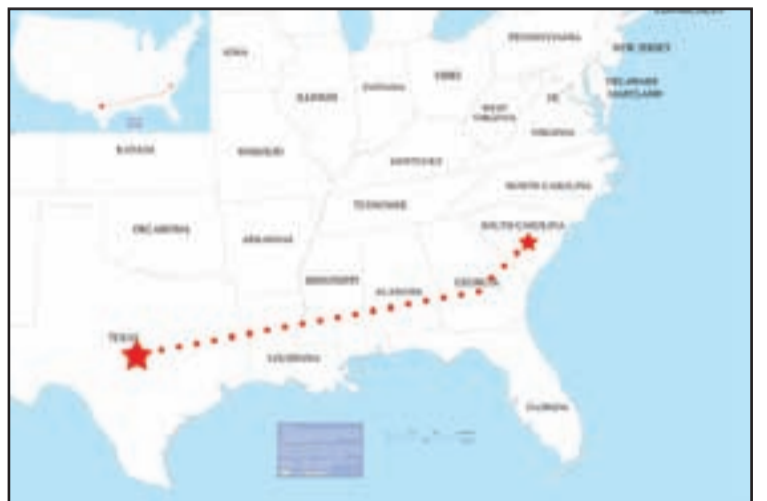 IOWA
PENNSYLVANIA
NEW JERSEY
OHIO
ILLINOIS
INDIANA
DELAWARE
MARYLAND
WEST
VIRGINIA
DC
VIRGINIA
KANSAS
MISSOURI
KENTUCKY
NORTH CAROLINA
TENNESSEE
SOUTH CAROLINA
OKLAHOMA
ARKANSAS
MISSISSIPPI
ALABAMA
GEORGIA
TEXAS
LOUISIANA
FLORIDA